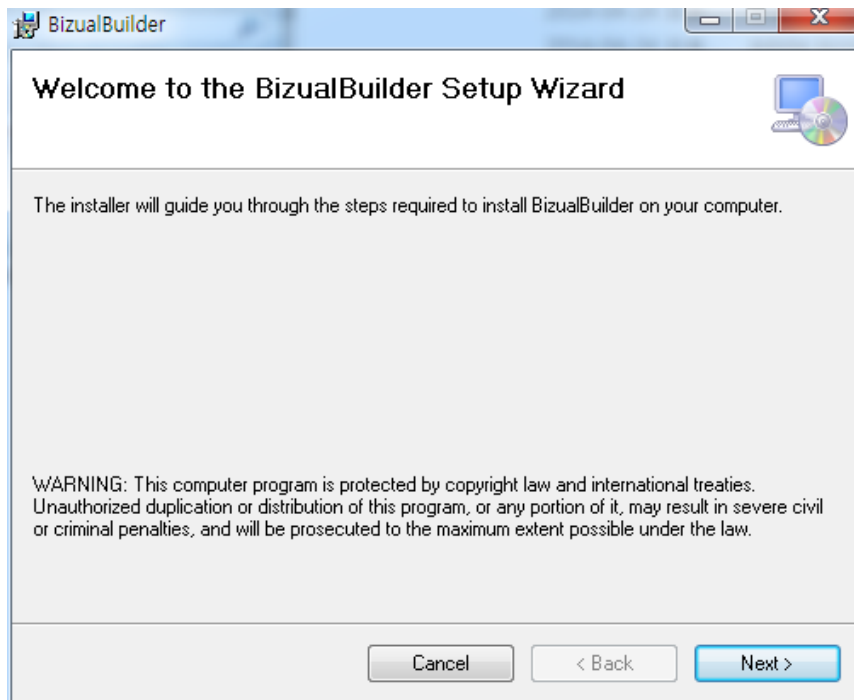 BizualBuilder
Welcome to the BizualBuilder Setup Wizard
The installer will guide you through the steps required to install BizualBuilder on your computer.
WARNING: This computer program is protected by copyright law and international treaties.
Unauthorized duplication or distribution of this program, or any portion of it, may result in severe civil
or criminal penalties, and will be prosecuted to the maximum extent possible under the law.
Cancel
< Back
Next >